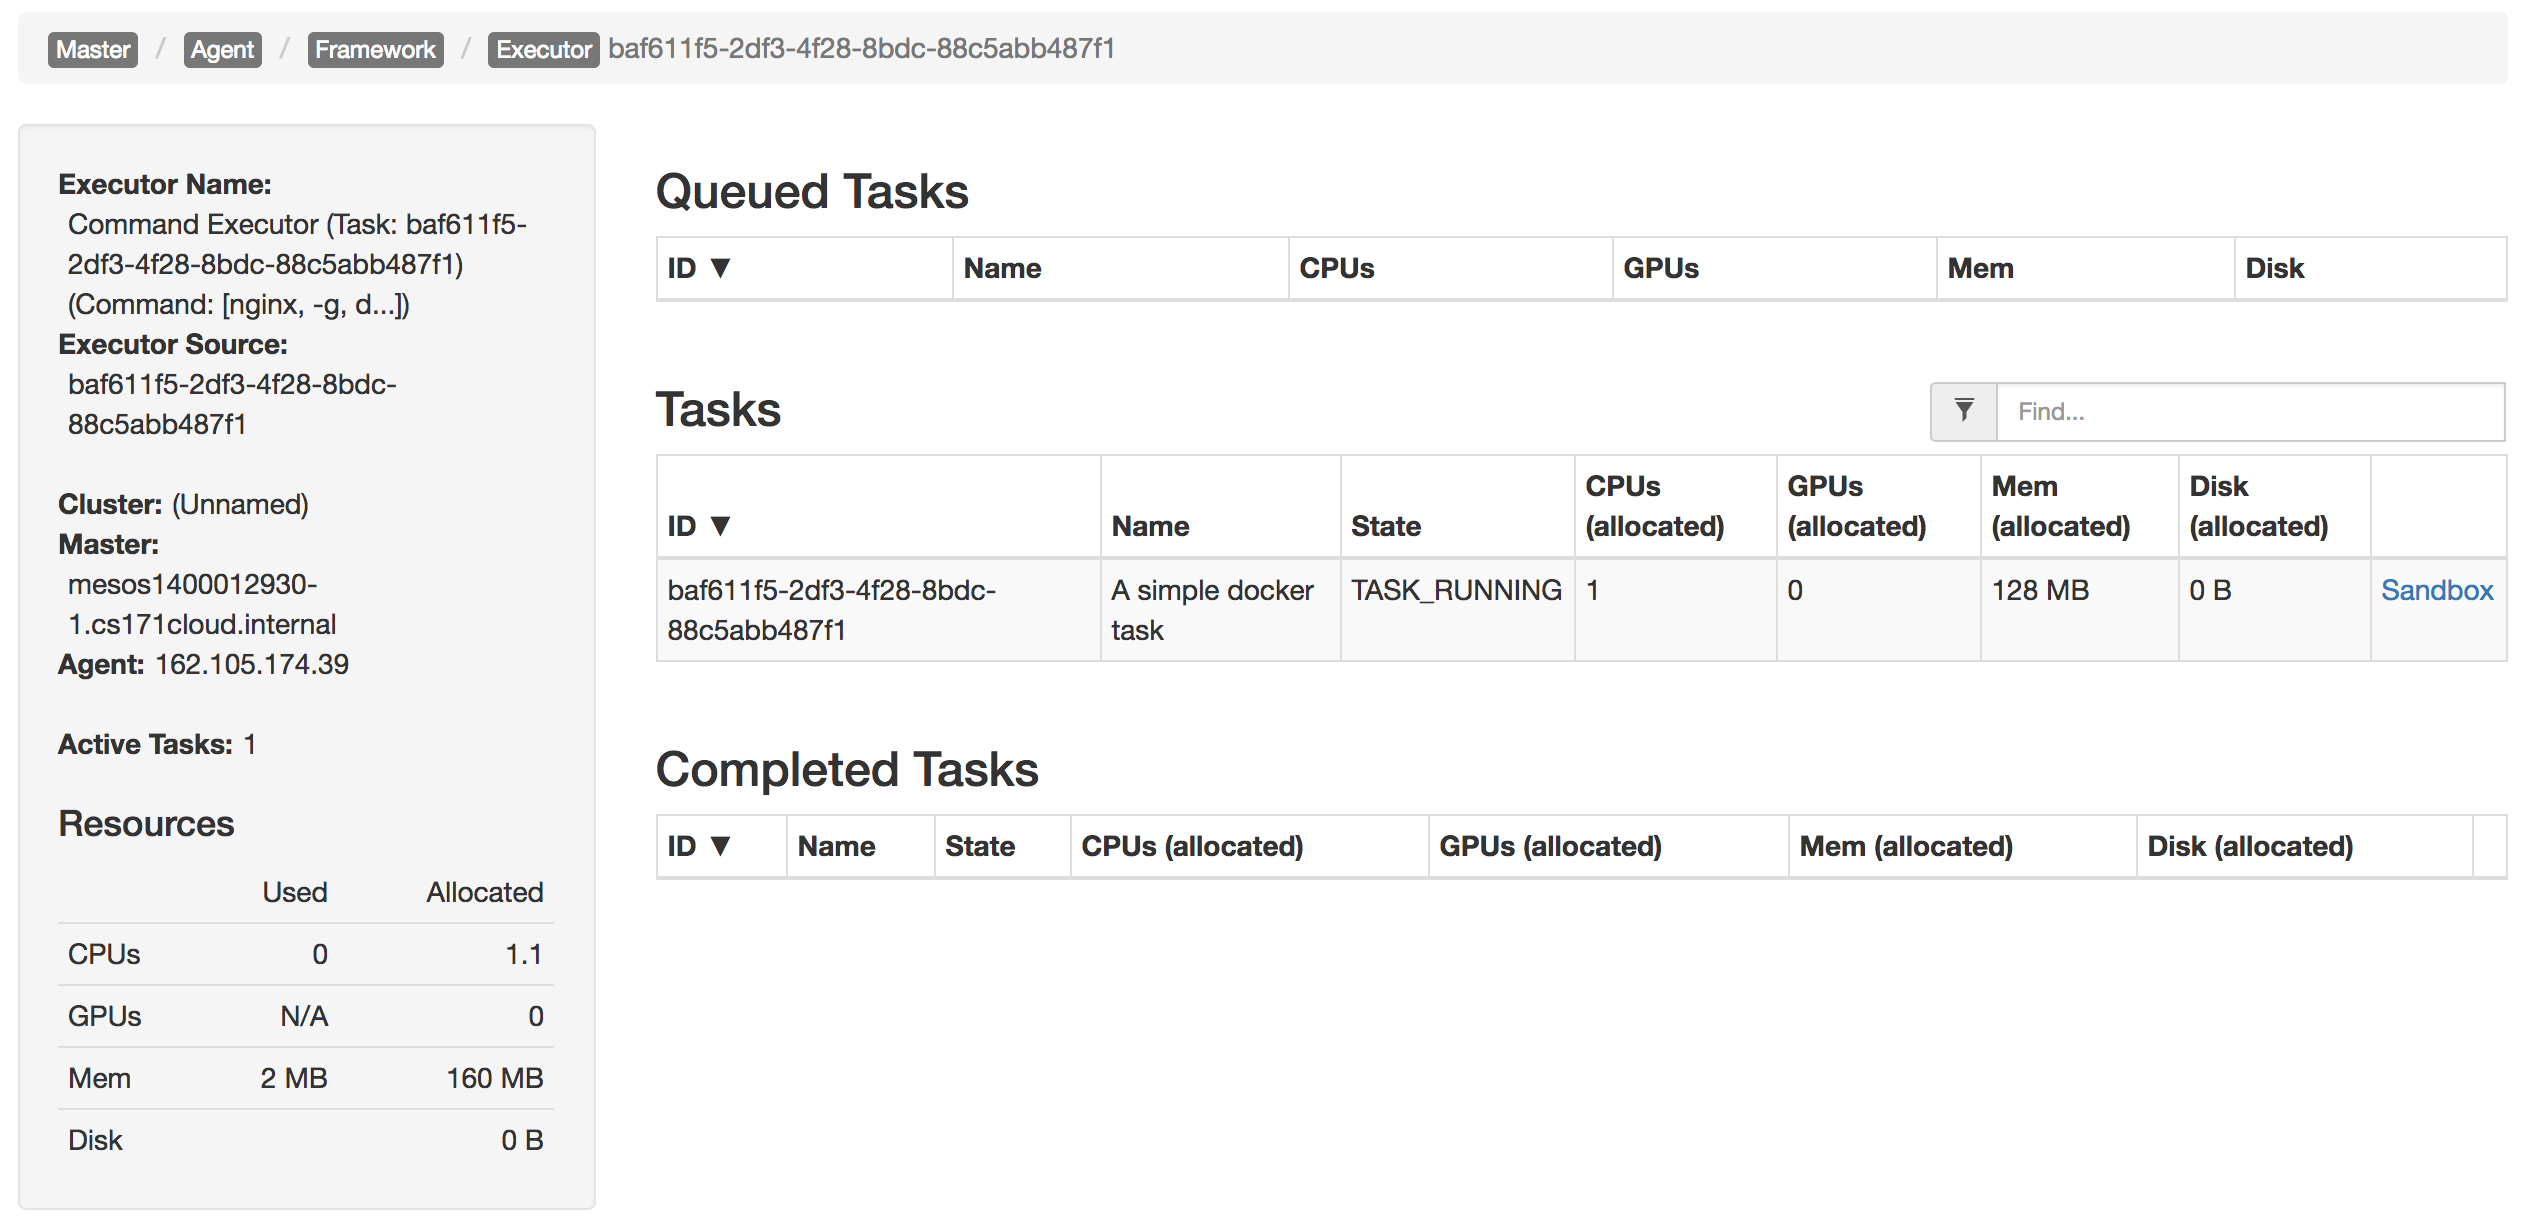 Master / Agent / Framework / Executor baf611f5-2df3-4f28-8bdc-88c5abb487f1
Executor Name:
Command Executor (Task: baf611f5-
2df3-4f28-8bdc-88c5abb487f1)
(Command: [nginx, -g, d...])
Executor Source:
baf611f5-2df3-4f28-8bdc-
88c5abb487f1
Cluster: (Unnamed)
Master:
mesos1400012930-
1.cs171cloud.internal
Agent: 162.105.174.39
Active Tasks: 1
Resources
Used Allocated
CPUs 0 1.1
GPUs N/A 0
Mem 2 MB 160 MB
Disk 0 B
Queued Tasks
ID ▼ Name CPUs GPUs Mem Disk
Tasks
Find...
ID ▼ Name State CPUs (allocated) GPUs (allocated) Mem (allocated) Disk (allocated)
baf611f5-2df3-4f28-8bdc- A simple docker TASK_RUNNING 1 0 128 MB 0 B Sandbox
88c5abb487f1 task
Completed Tasks
ID ▼ Name State CPUs (allocated) GPUs (allocated) Mem (allocated) Disk (allocated)